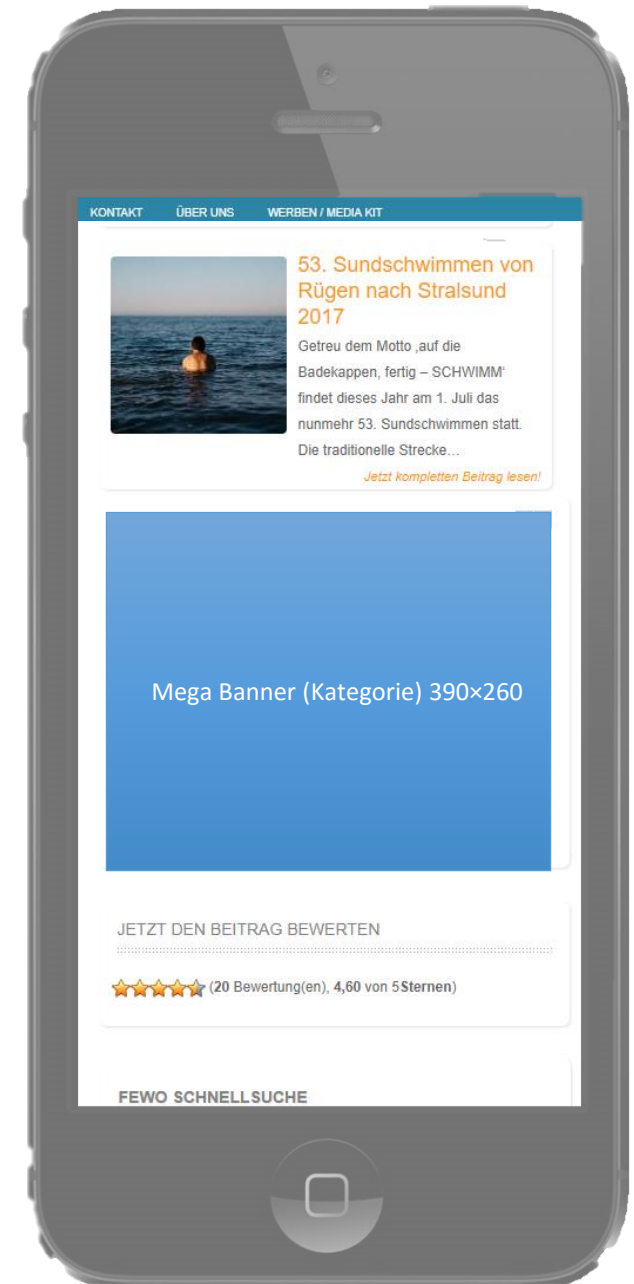 KONTAKT ÜBER UNS WERBEN / MEDIA KIT
53. Sundschwimmen von
Rügen nach Stralsund
2017
Getreu dem Motto ‚auf die
Badekappen, fertig – SCHWIMM‘
findet dieses Jahr am 1. Juli das
nunmehr 53. Sundschwimmen statt.
Die traditionelle Strecke…
Jetzt kompletten Beitrag lesen!
Mega Banner (Kategorie) 390×260
JETZT DEN BEITRAG BEWERTEN
(20 Bewertung(en), 4,60 von 5Sternen)
FEWO SCHNELLSUCHE